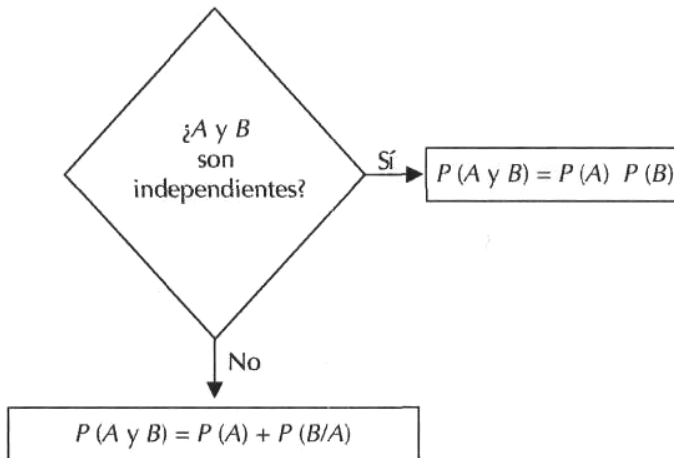 ¿A y B
son
independientes?
Sí
P (A y B) = P (A) P (B)
No
P (A y B) = P (A) + P (B/A)